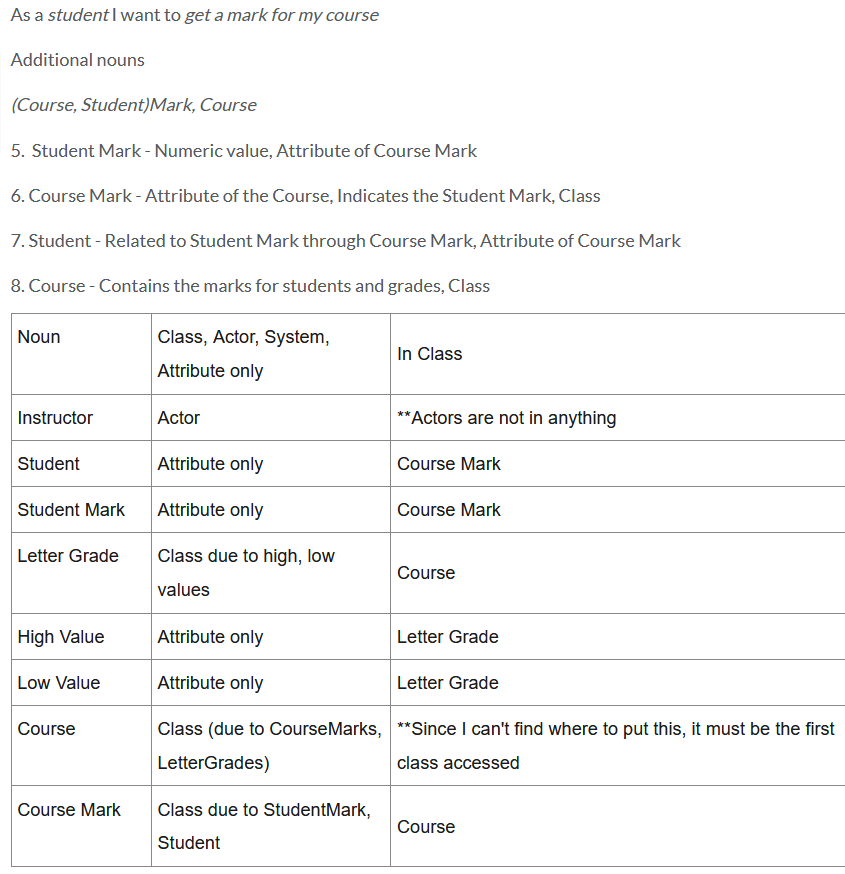 As a student I want to get a mark for my course
Additional nouns
(Course, Student)Mark, Course
5. Student Mark - Numeric value, Attribute of Course Mark
6. Course Mark - Attribute of the Course, Indicates the Student Mark, Class
7. Student - Related to Student Mark through Course Mark, Attribute of Course Mark
8. Course - Contains the marks for students and grades, Class
Noun
Class, Actor, System,
Attribute only
In Class
Instructor
Actor
**Actors are not in anything
Student
Attribute only
Course Mark
Student Mark
Attribute only
Course Mark
Letter Grade
Class due to high, low
values
Course
High Value
Attribute only
Letter Grade
Low Value
Attribute only
Letter Grade
Course
Class (due to CourseMarks,
LetterGrades)
**Since I can't find where to put this, it must be the first
class accessed
Course Mark
Class due to StudentMark,
Student
Course